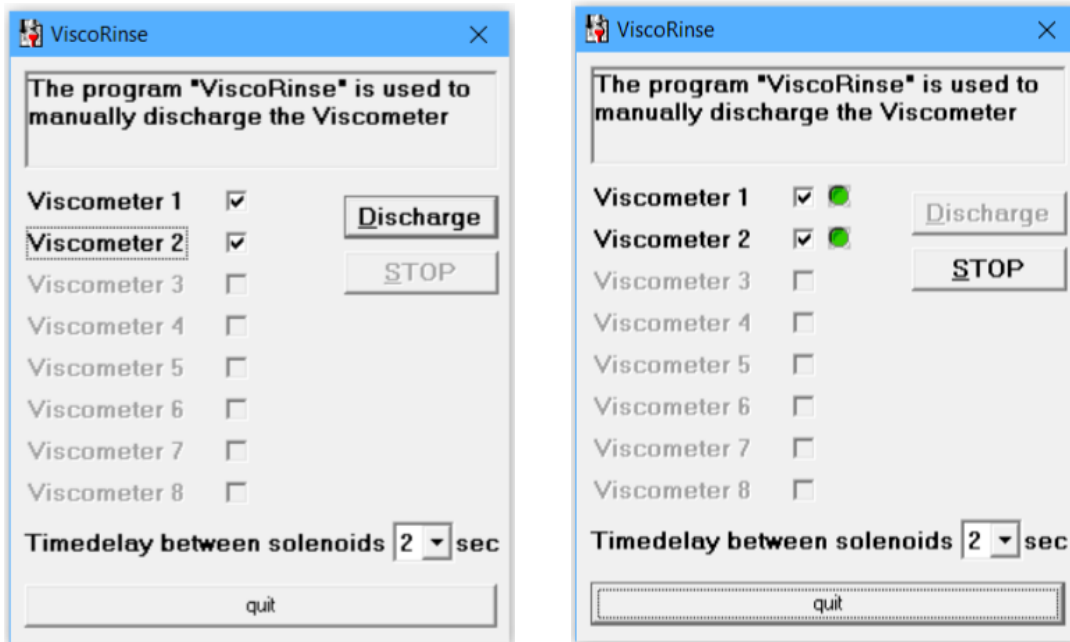 ViscoRinse
The program "ViscoRinse" is used to
manually discharge the Viscometer
Viscometer 1
Discharge
Viscometer 2
STOP
Viscometer 3
Viscometer 4
Viscometer 5
Viscometer 6
Viscometer 7
Viscometer 8
Timedelay between solenoids 2 sec
quit
ViscoRinse
The program "ViscoRinse" is used to
manually discharge the Viscometer
Viscometer 1
Discharge
Viscometer 2
STOP
Viscometer 3
Viscometer 4
Viscometer 5
Viscometer 6
Viscometer 7
Viscometer 8
Timedelay between solenoids 2 sec
quit